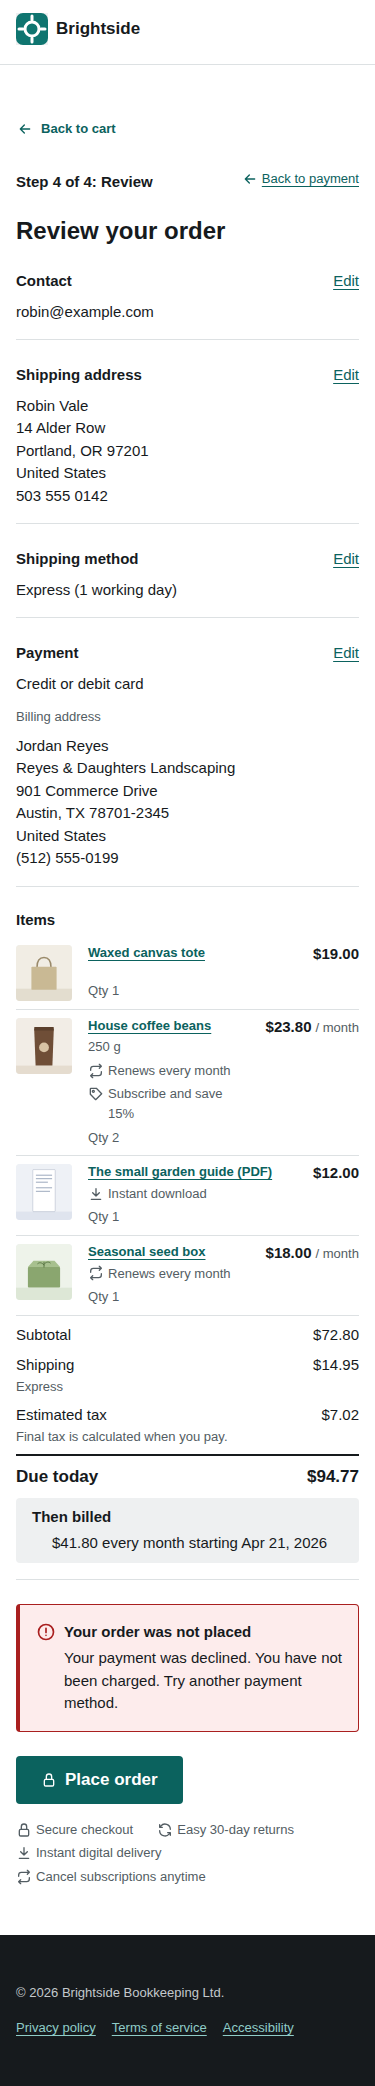 Brightside
Back to cart
Step 4 of 4: Review
Back to payment
Review your order
Contact
Edit
robin@example.com
Shipping address
Edit
Robin Vale
14 Alder Row
Portland, OR 97201
United States
503 555 0142
Shipping method
Edit
Express (1 working day)
Payment
Edit
Credit or debit card
Billing address
Jordan Reyes
Reyes & Daughters Landscaping
901 Commerce Drive
Austin, TX 78701-2345
United States
(512) 555-0199
Items
Waxed canvas tote
$19.00
Qty 1
House coffee beans
$23.80 / month
250 g
Renews every month
Subscribe and save
15%
Qty 2
The small garden guide (PDF)
$12.00
Instant download
Qty 1
Seasonal seed box
$18.00 / month
Renews every month
Qty 1
Subtotal
$72.80
Shipping
$14.95
Express
Estimated tax
$7.02
Final tax is calculated when you pay.
Due today
$94.77
Then billed
$41.80 every month starting Apr 21, 2026
Your order was not placed
Your payment was declined. You have not
been charged. Try another payment
method.
Place order
Secure checkout
Easy 30-day returns
Instant digital delivery
Cancel subscriptions anytime
© 2026 Brightside Bookkeeping Ltd.
Privacy policy
Terms of service
Accessibility